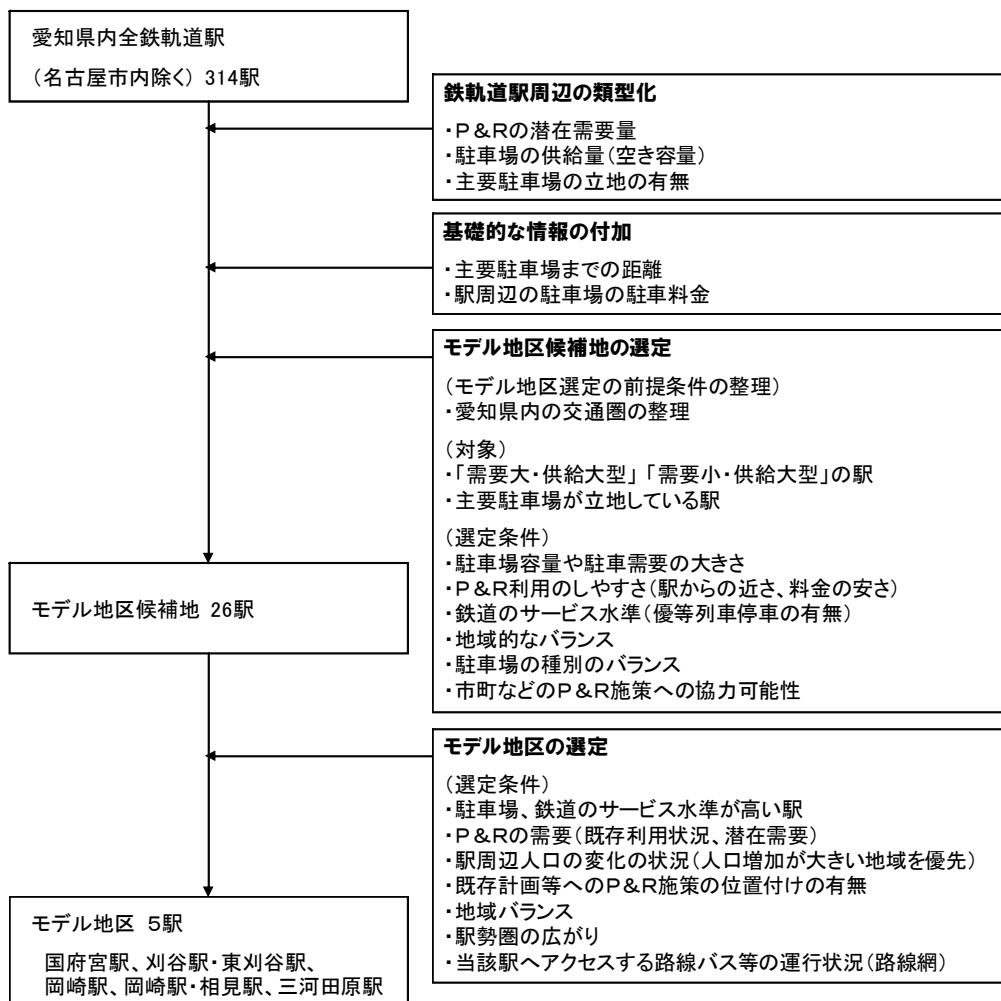 愛知県内全鉄軌道駅
(名古屋市内除く) 314駅
鉄軌道駅周辺の類型化
・P&Rの潜在需要量
・駐車場の供給量(空き容量)
・主要駐車場の立地の有無
基礎的な情報の付加
・主要駐車場までの距離
・駅周辺の駐車場の駐車料金
モデル地区候補地の選定
(モデル地区選定の前提条件の整理)
・愛知県内の交通圏の整理
(対象)
・「需要大・供給大型」「需要小・供給大型」の駅
・主要駐車場が立地している駅
(選定条件)
・駐車場容量や駐車需要の大きさ
・P&R利用のしやすさ(駅からの近さ、料金の安さ)
・鉄道のサービス水準(優等列車停車の有無)
・地域的なバランス
・駐車場の種別のバランス
・市町などのP&R施策への協力可能性
モデル地区候補地 26駅
モデル地区の選定
(選定条件)
・駐車場、鉄道のサービス水準が高い駅
・P&Rの需要(既存利用状況、潜在需要)
・駅周辺人口の変化の状況(人口増加が大きい地域を優先)
・既存計画等へのP&R施策の位置付けの有無
・地域バランス
・駅勢圏の広がり
・当該駅へアクセスする路線バス等の運行状況(路線網)
モデル地区 5駅
国府宮駅、刈谷駅・東刈谷駅、
岡崎駅、岡崎駅・相見駅、三河田原駅